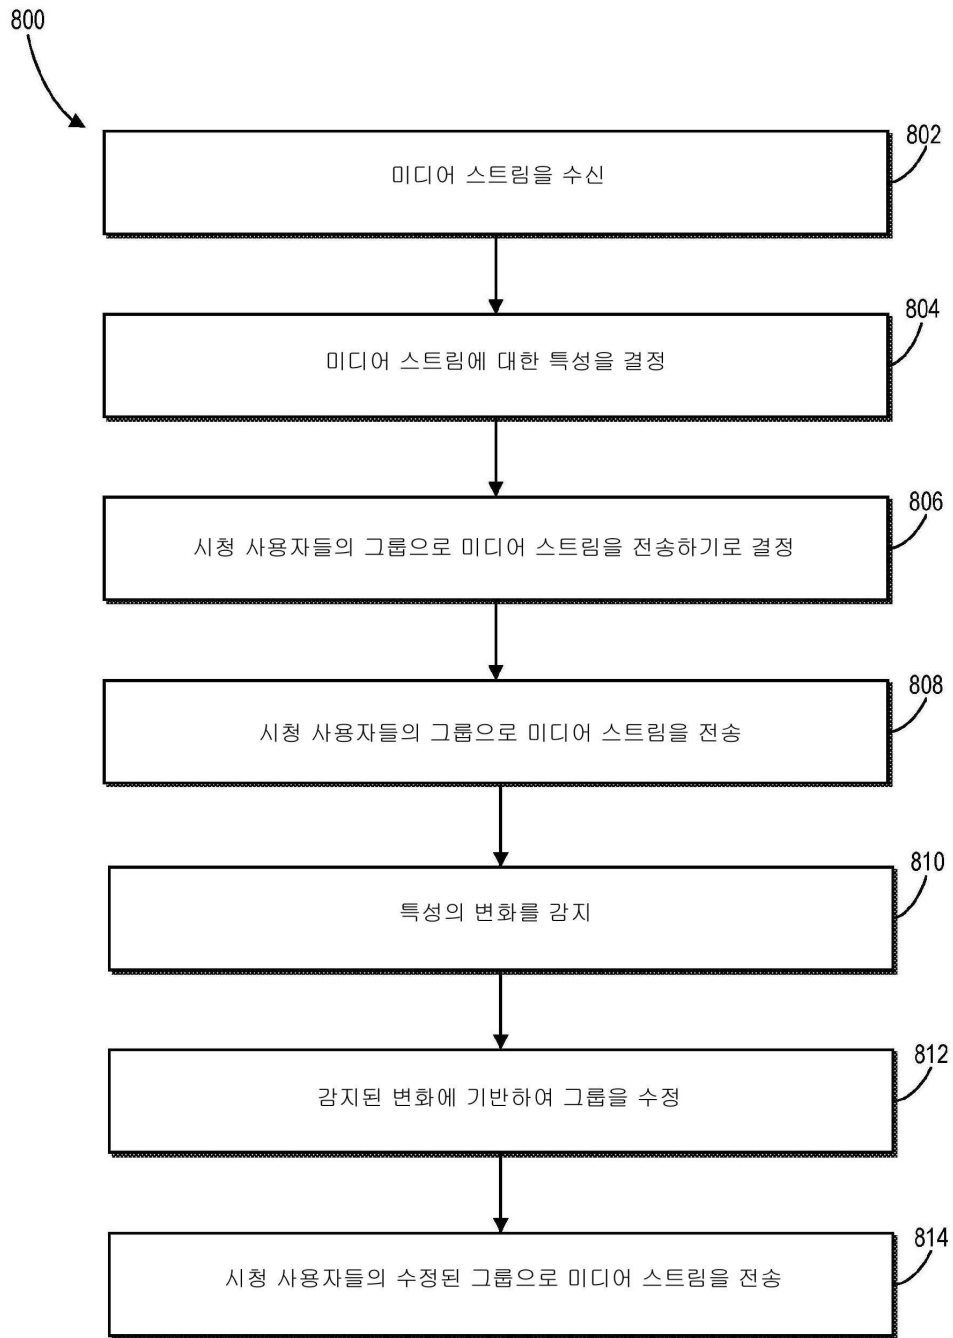 800
802
미디어 스트림을 수신
804
미디어 스트림에 대한 특성을 결정
806
시청 사용자들의 그룹으로 미디어 스트림을 전송하기로 결정
808
시청 사용자들의 그룹으로 미디어 스트림을 전송
810
특성의 변화를 감지
812
감지된 변화에 기반하여 그룹을 수정
814
시청 사용자들의 수정된 그룹으로 미디어 스트림을 전송